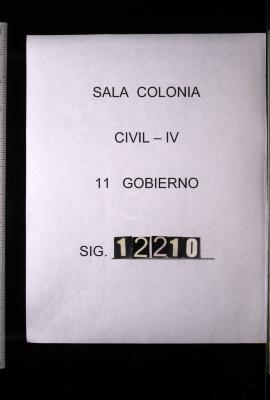 SALA COLONIA
CIVIL – IV
11 GOBIERNO
SIG. 12210